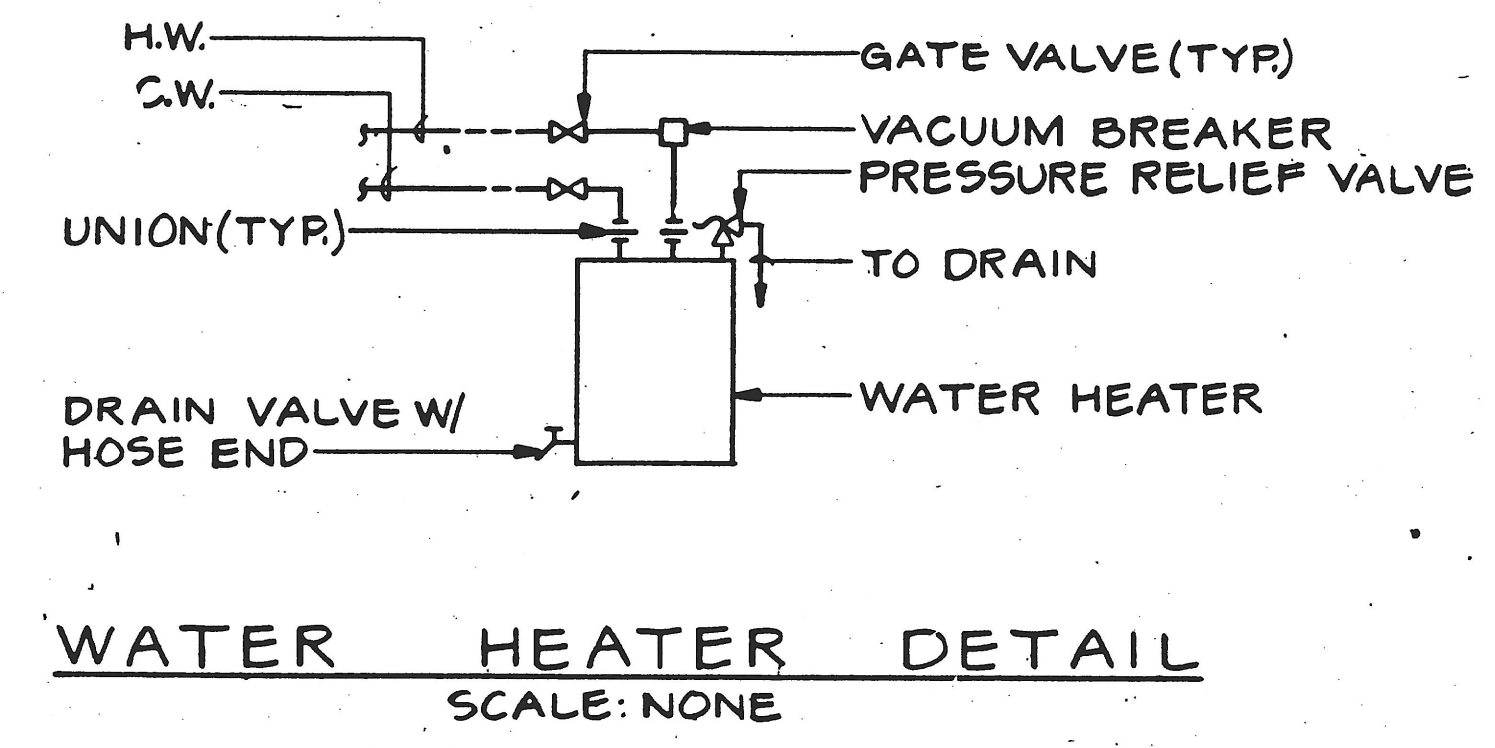 H.W.
C.W.
GATE VALVE (TYP.)
VACUUM BREAKER
PRESSURE RELIEF VALVE
UNION (TYP.)
TO DRAIN
WATER HEATER
DRAIN VALVE W/
HOSE END
WATER HEATER DETAIL
SCALE: NONE